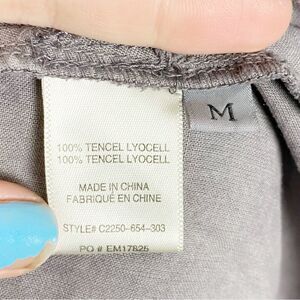 100% TENCEL LYOCELL
100% TENCEL LYOCELL
MADE IN CHINA
FABRIQUÉ EN CHINE
STYLE# C2250-654-303
PO # EM17825
M